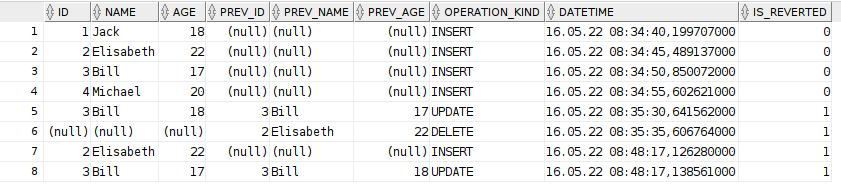 ID NAME AGE PREV_ID PREV_NAME PREV_AGE OPERATION_KIND DATETIME IS_REVERTED
1 1 Jack 18 (null) (null) (null) INSERT 16.05.22 08:34:40,199707000 0
2 2 Elisabeth 22 (null) (null) (null) INSERT 16.05.22 08:34:45,489137000 0
3 3 Bill 17 (null) (null) (null) INSERT 16.05.22 08:34:50,850072000 0
4 4 Michael 20 (null) (null) (null) INSERT 16.05.22 08:34:55,602621000 0
5 3 Bill 18 3 Bill 17 UPDATE 16.05.22 08:35:30,641562000 1
6 (null) (null) (null) 2 Elisabeth 22 DELETE 16.05.22 08:35:35,606764000 1
7 2 Elisabeth 22 (null) (null) (null) INSERT 16.05.22 08:48:17,126280000 1
8 3 Bill 17 3 Bill 18 UPDATE 16.05.22 08:48:17,138561000 1